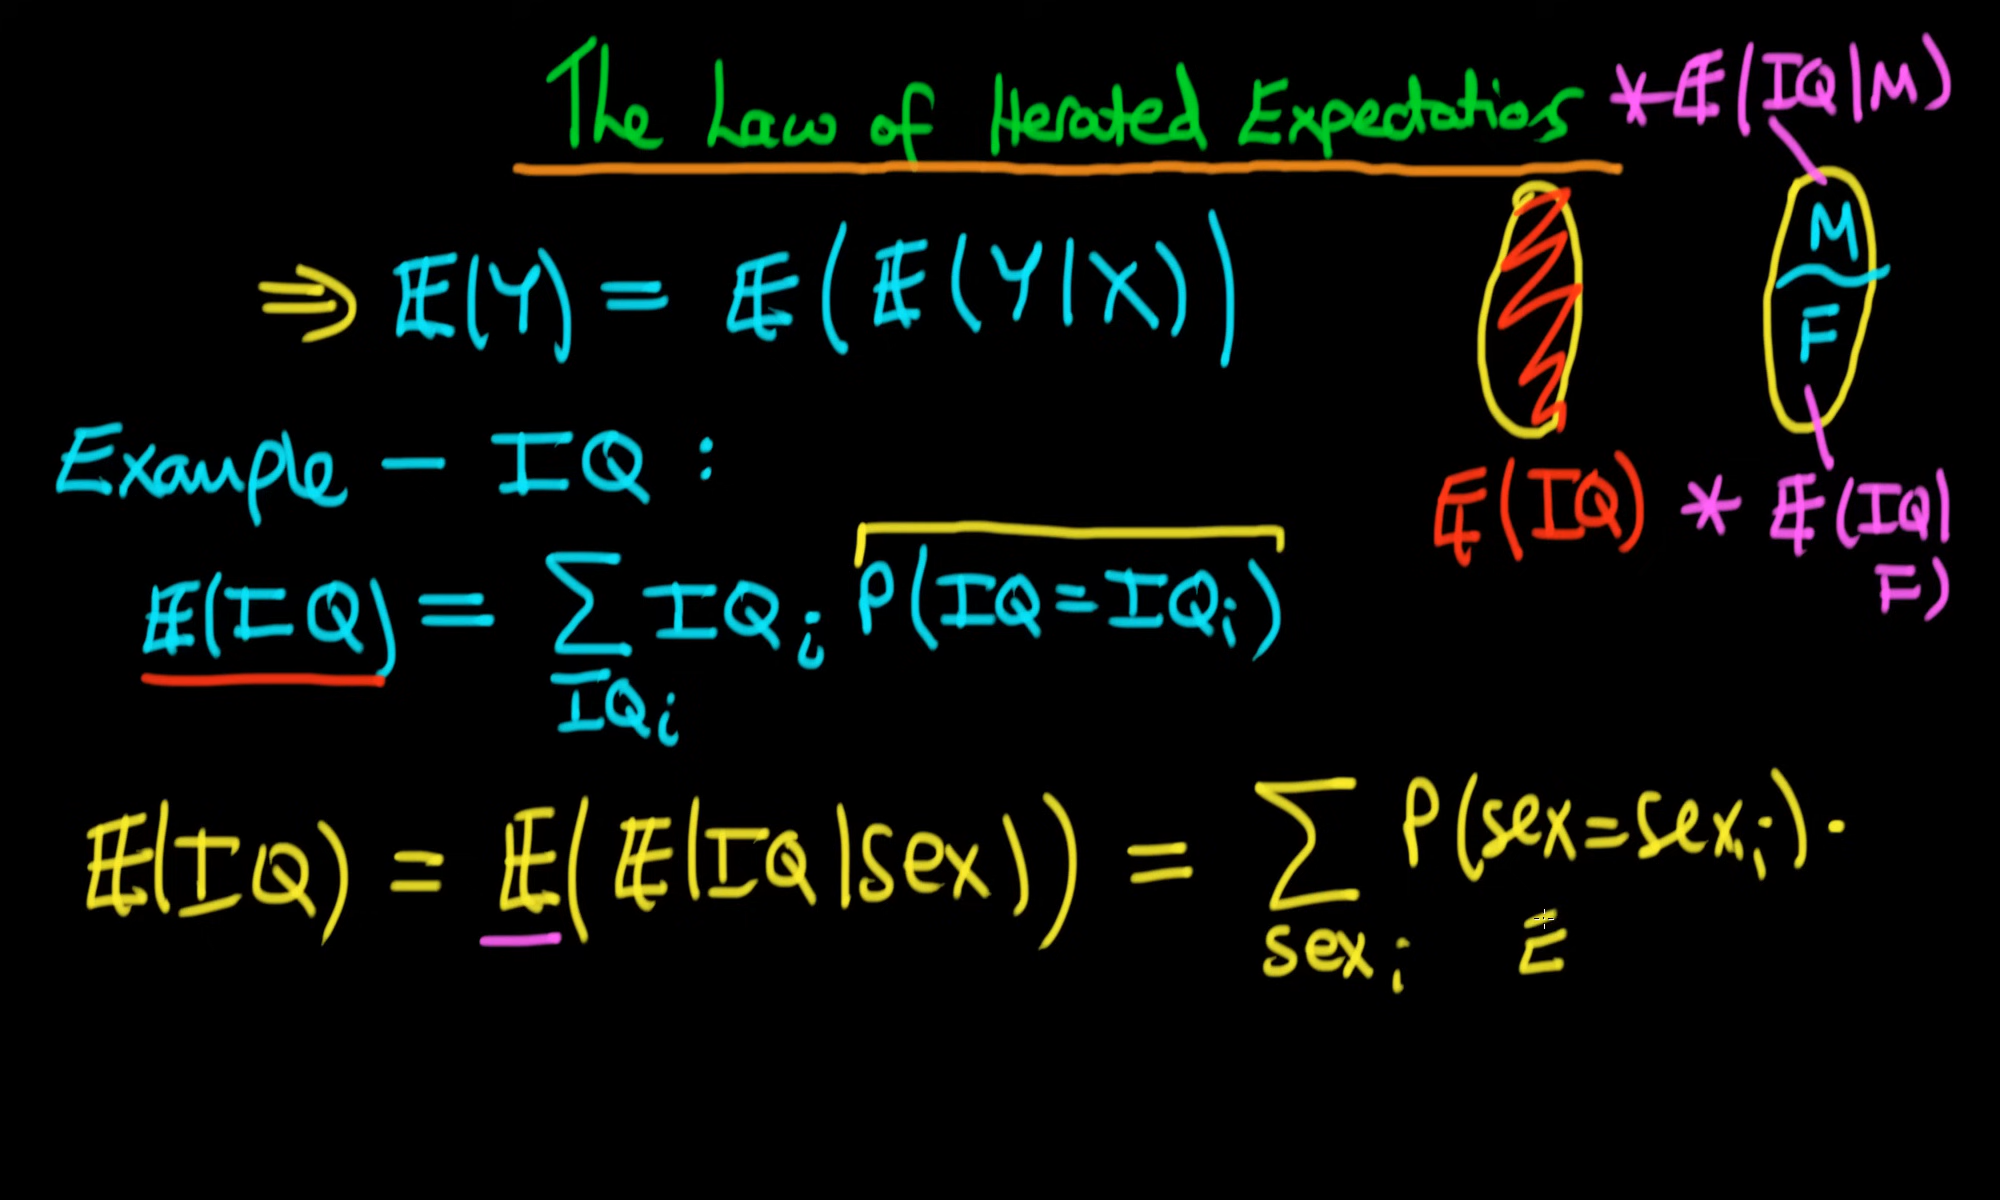 The Law of Iterated Expectations
* E(IQ|M)
⇒ E(Y) = E(E(Y|X))
M
F
Example - IQ :
E(IQ)
* E(IQ|
F)
E(IQ) = ∑ IQi P(IQ=IQi)
IQi
E(IQ) = E(E(IQ|sex)) = ∑ P(sex=sexi) ·
sexi E